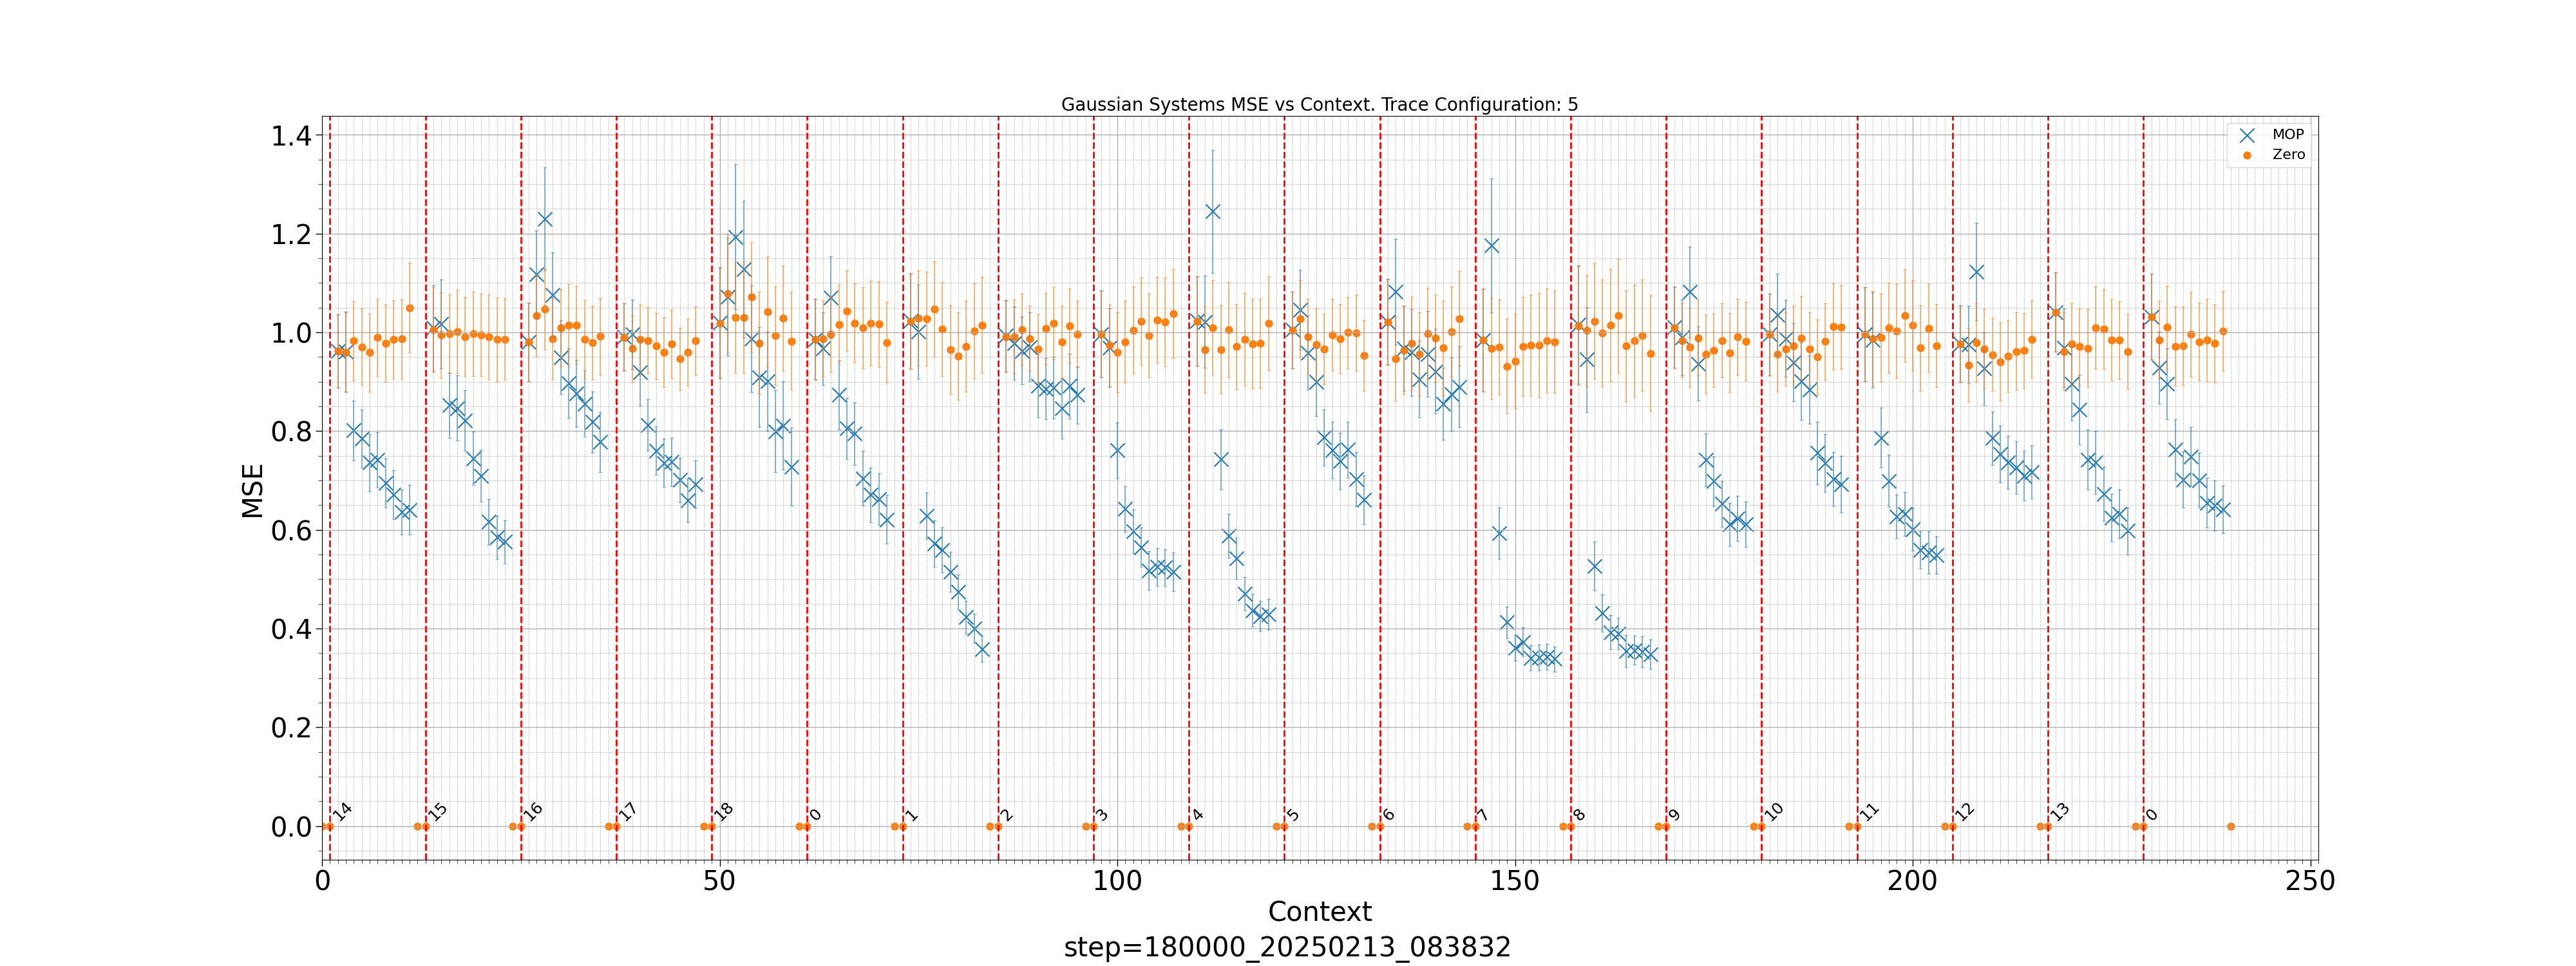 Gaussian Systems MSE vs Context. Trace Configuration: 5
MOP
Zero
1.4
1.2
1.0
0.8
0.6
0.4
0.2
0.0
MSE
14 15 16 17 18 0 1 2 3 4 5 6 7 8 9 10 11 12 13 0
0 50 100 150 200 250
Context
step=180000_20250213_083832